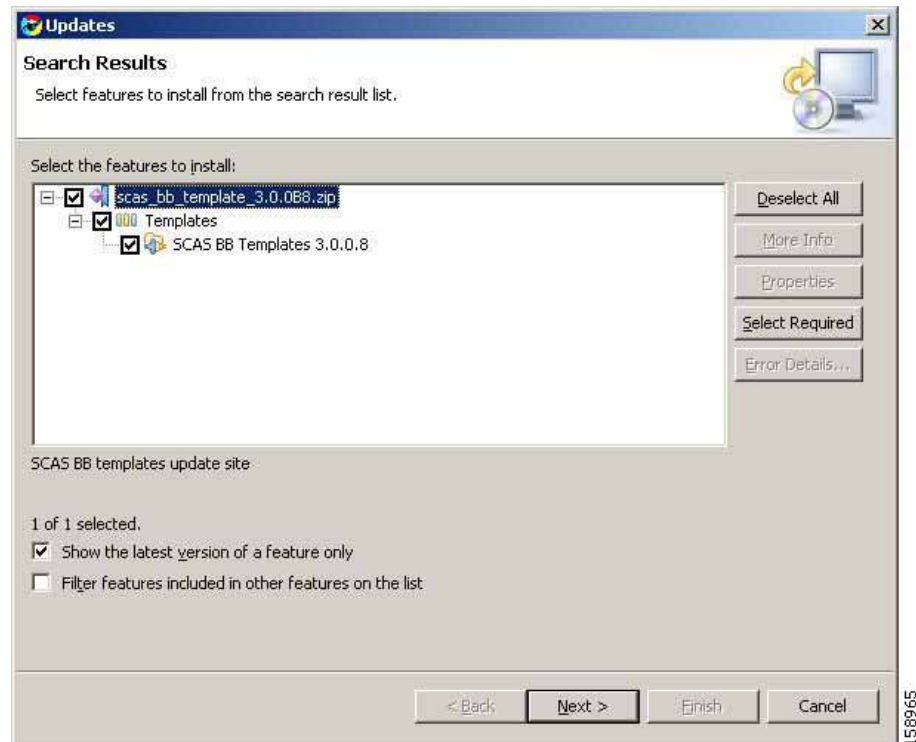 Updates
Search Results
Select features to install from the search result list.
Select the features to install:
scas_bb_template_3.0.0B8.zip
Templates
SCAS BB Templates 3.0.0.8
Deselect All
More Info
Properties
Select Required
Error Details...
SCAS BB templates update site
1 of 1 selected.
Show the latest version of a feature only
Filter features included in other features on the list
< Back
Next >
Finish
Cancel
158965